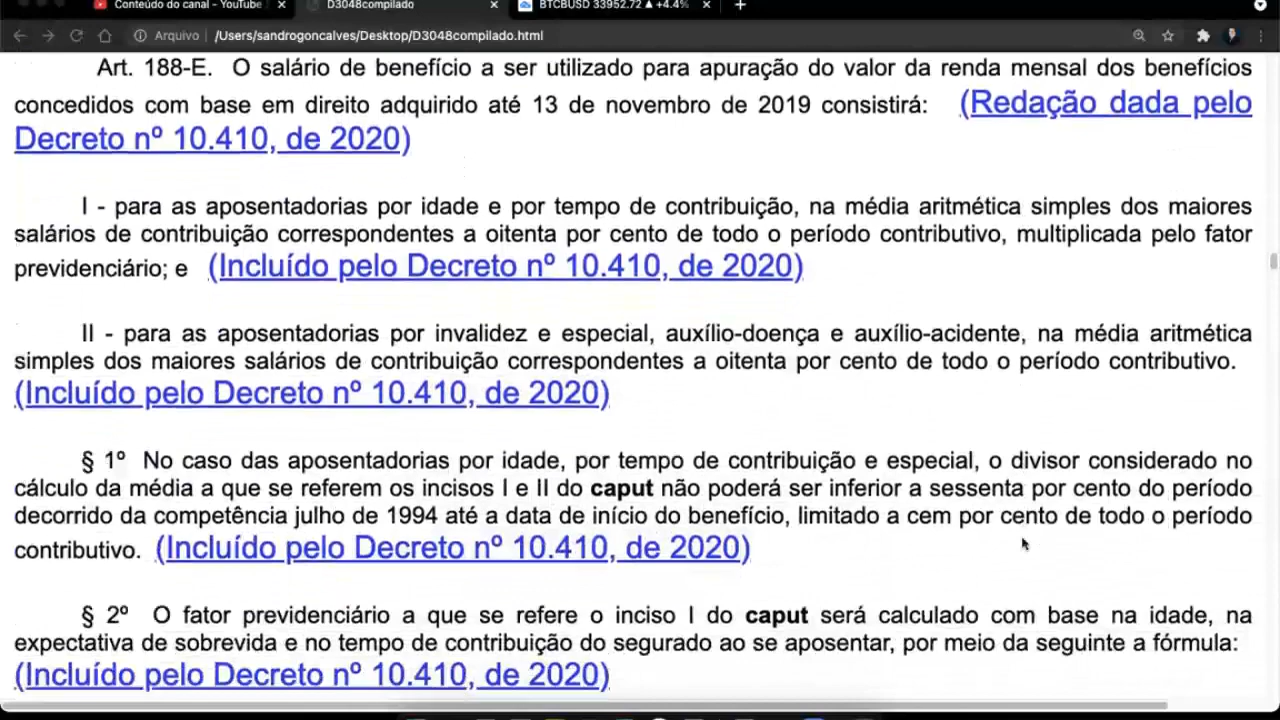 Conteúdo do canal - YouTube
D3048compilado
BTCBUSD 33952.72 ▲ +4.4%
Arquivo | /Users/sandrogoncalves/Desktop/D3048compilado.html
Art. 188-E. O salário de benefício a ser utilizado para apuração do valor da renda mensal dos benefícios
concedidos com base em direito adquirido até 13 de novembro de 2019 consistirá: (Redação dada pelo
Decreto nº 10.410, de 2020)
I - para as aposentadorias por idade e por tempo de contribuição, na média aritmética simples dos maiores
salários de contribuição correspondentes a oitenta por cento de todo o período contributivo, multiplicada pelo fator
previdenciário; e (Incluído pelo Decreto nº 10.410, de 2020)
II - para as aposentadorias por invalidez e especial, auxílio-doença e auxílio-acidente, na média aritmética
simples dos maiores salários de contribuição correspondentes a oitenta por cento de todo o período contributivo.
(Incluído pelo Decreto nº 10.410, de 2020)
§ 1º No caso das aposentadorias por idade, por tempo de contribuição e especial, o divisor considerado no
cálculo da média a que se referem os incisos I e II do caput não poderá ser inferior a sessenta por cento do período
decorrido da competência julho de 1994 até a data de início do benefício, limitado a cem por cento de todo o período
contributivo. (Incluído pelo Decreto nº 10.410, de 2020)
§ 2º O fator previdenciário a que se refere o inciso I do caput será calculado com base na idade, na
expectativa de sobrevida e no tempo de contribuição do segurado ao se aposentar, por meio da seguinte a fórmula:
(Incluído pelo Decreto nº 10.410, de 2020)